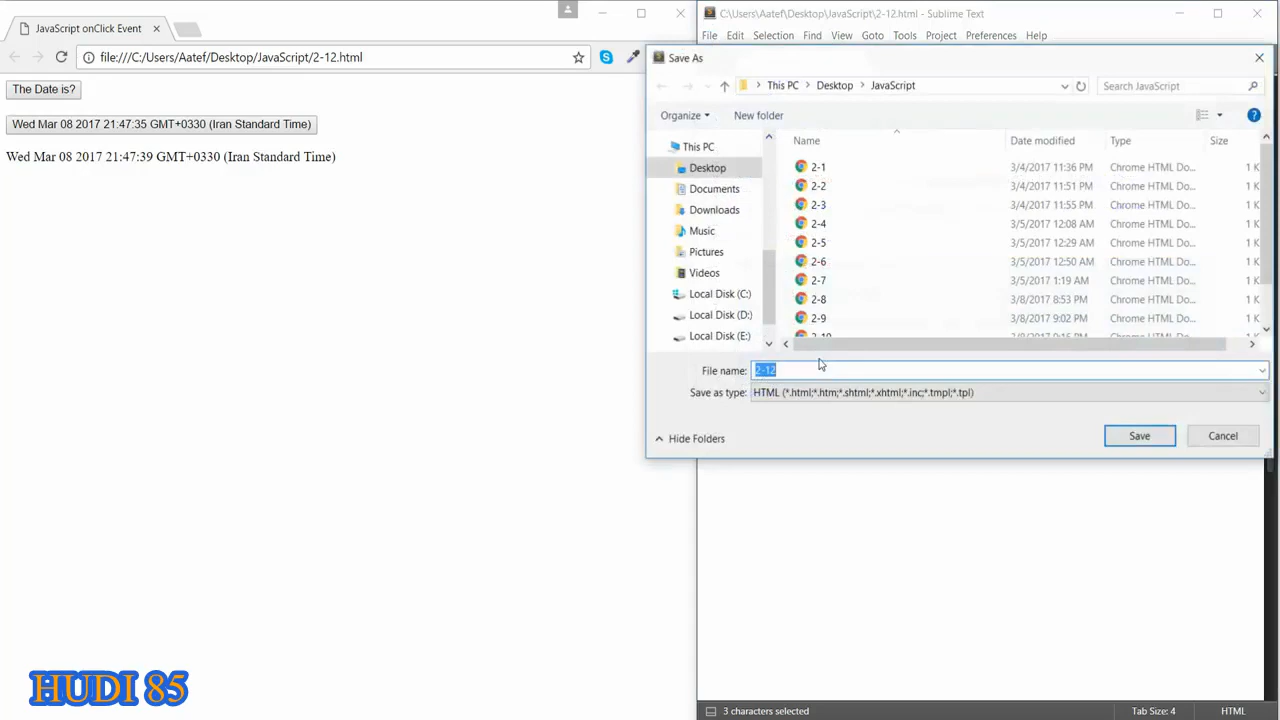 JavaScript onClick Event
file:///C:/Users/Aatef/Desktop/JavaScript/2-12.html
The Date is?
Wed Mar 08 2017 21:47:35 GMT+0330 (Iran Standard Time)
Wed Mar 08 2017 21:47:39 GMT+0330 (Iran Standard Time)
HUDI 85
C:\Users\Aatef\Desktop\JavaScript\2-12.html - Sublime Text
File Edit Selection Find View Goto Tools Project Preferences Help
Save As
This PC > Desktop > JavaScript
Search JavaScript
Organize
New folder
This PC
Desktop
Documents
Downloads
Music
Pictures
Videos
Local Disk (C:)
Local Disk (D:)
Local Disk (E:)
Name Date modified Type Size
2-1 3/4/2017 11:36 PM Chrome HTML Do... 1 K
2-2 3/4/2017 11:51 PM Chrome HTML Do... 1 K
2-3 3/4/2017 11:55 PM Chrome HTML Do... 1 K
2-4 3/5/2017 12:08 AM Chrome HTML Do... 1 K
2-5 3/5/2017 12:29 AM Chrome HTML Do... 1 K
2-6 3/5/2017 12:50 AM Chrome HTML Do... 1 K
2-7 3/5/2017 1:19 AM Chrome HTML Do... 1 K
2-8 3/8/2017 8:53 PM Chrome HTML Do... 1 K
2-9 3/8/2017 9:02 PM Chrome HTML Do... 1 K
File name: 2-12
Save as type: HTML (*.html;*.htm;*.shtml;*.xhtml;*.inc;*.tmpl;*.tpl)
Hide Folders
Save
Cancel
3 characters selected
Tab Size: 4
HTML